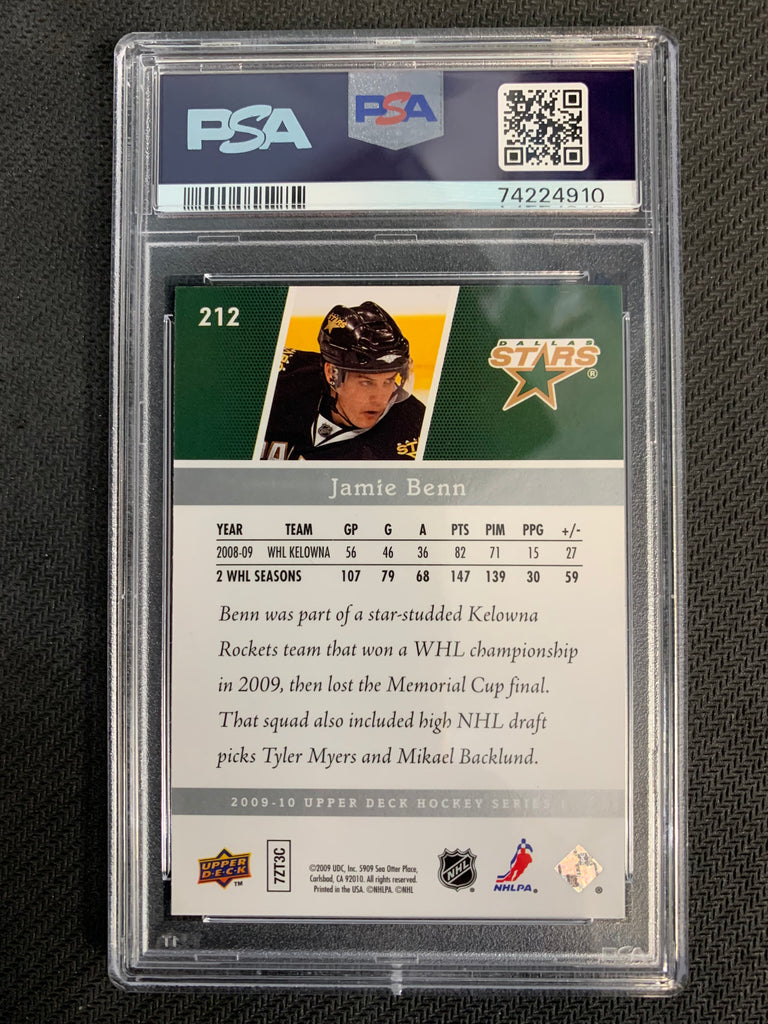 PSA
PSA
74224910
212
STARS
DALLAS
STARS
®
Jamie Benn
YEAR TEAM GP G A PTS PIM PPG +/-
2008-09 WHL KELOWNA 56 46 36 82 71 15 27
2 WHL SEASONS 107 79 68 147 139 30 59
Benn was part of a star-studded Kelowna
Rockets team that won a WHL championship
in 2009, then lost the Memorial Cup final.
That squad also included high NHL draft
picks Tyler Myers and Mikael Backlund.
2009-10 UPPER DECK HOCKEY SERIES
UPPER
DECK
™
7ZT3C
©2009 UDC, Inc. 5909 Sea Otter Place,
Carlsbad, CA 92010. All rights reserved.
Printed in the USA. ©NHLPA. ©NHL
NHL
NHLPA.
®
PSA